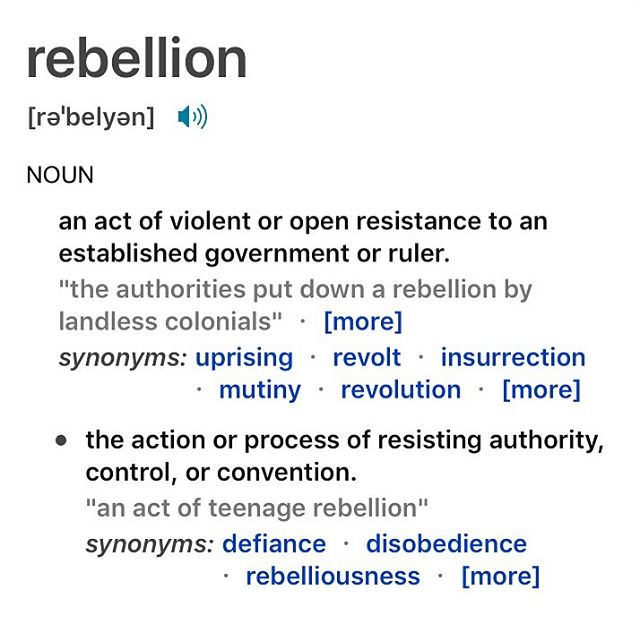 rebellion
[rə'belyən]
NOUN
an act of violent or open resistance to an
established government or ruler.
"the authorities put down a rebellion by
landless colonials" · [more]
synonyms: uprising · revolt · insurrection
· mutiny · revolution · [more]
• the action or process of resisting authority,
control, or convention.
"an act of teenage rebellion"
synonyms: defiance · disobedience
· rebelliousness · [more]